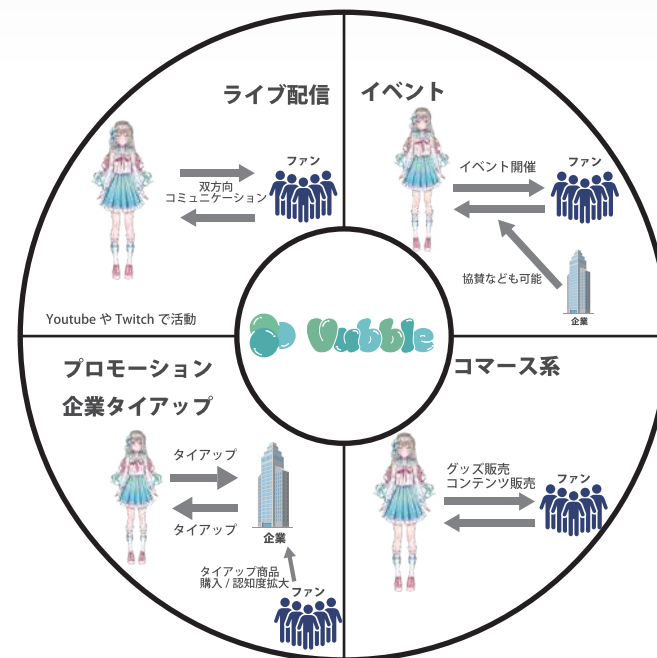 ライブ配信
ファン
双方向
コミュニケーション
Youtube や Twitch で活動
イベント
イベント開催
ファン
協賛なども可能
企業
Vubble
プロモーション
企業タイアップ
タイアップ
タイアップ
企業
タイアップ商品
購入 / 認知度拡大
ファン
コマース系
グッズ販売
コンテンツ販売
ファン